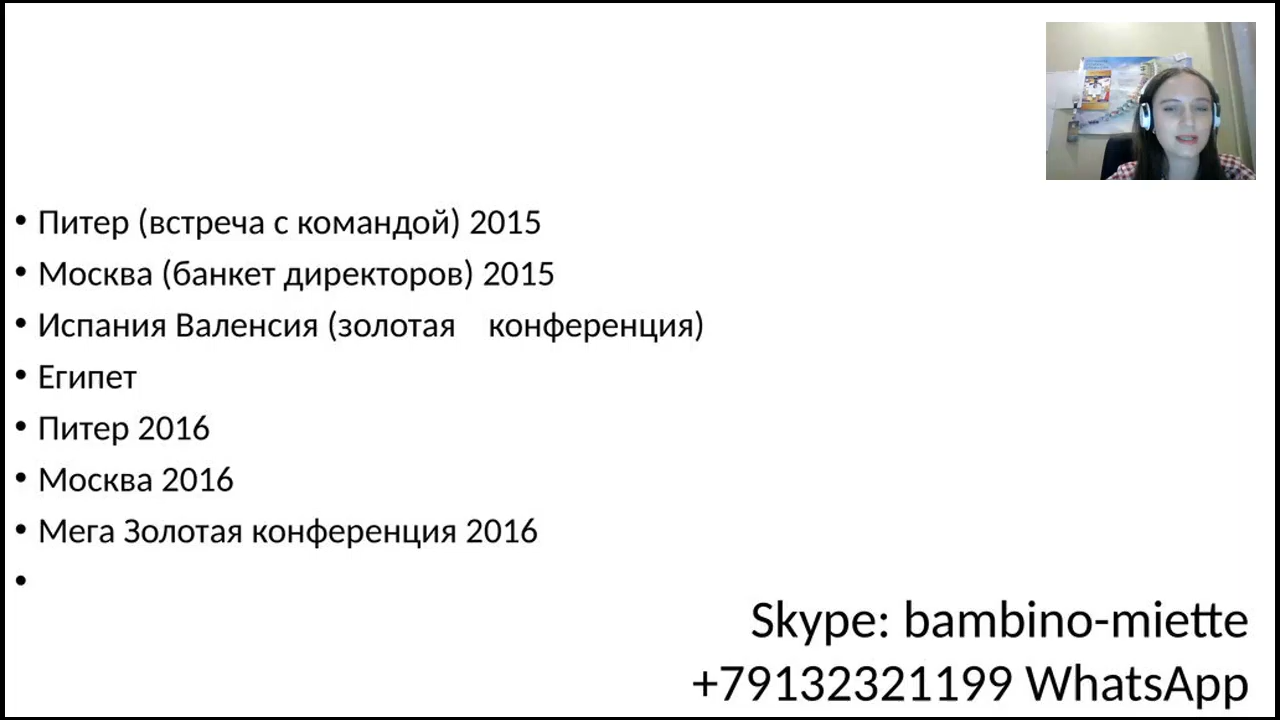 • Питер (встреча с командой) 2015
• Москва (банкет директоров) 2015
• Испания Валенсия (золотая    конференция)
• Египет
• Питер 2016
• Москва 2016
• Мега Золотая конференция 2016
•
Skype: bambino-miette
+79132321199 WhatsApp